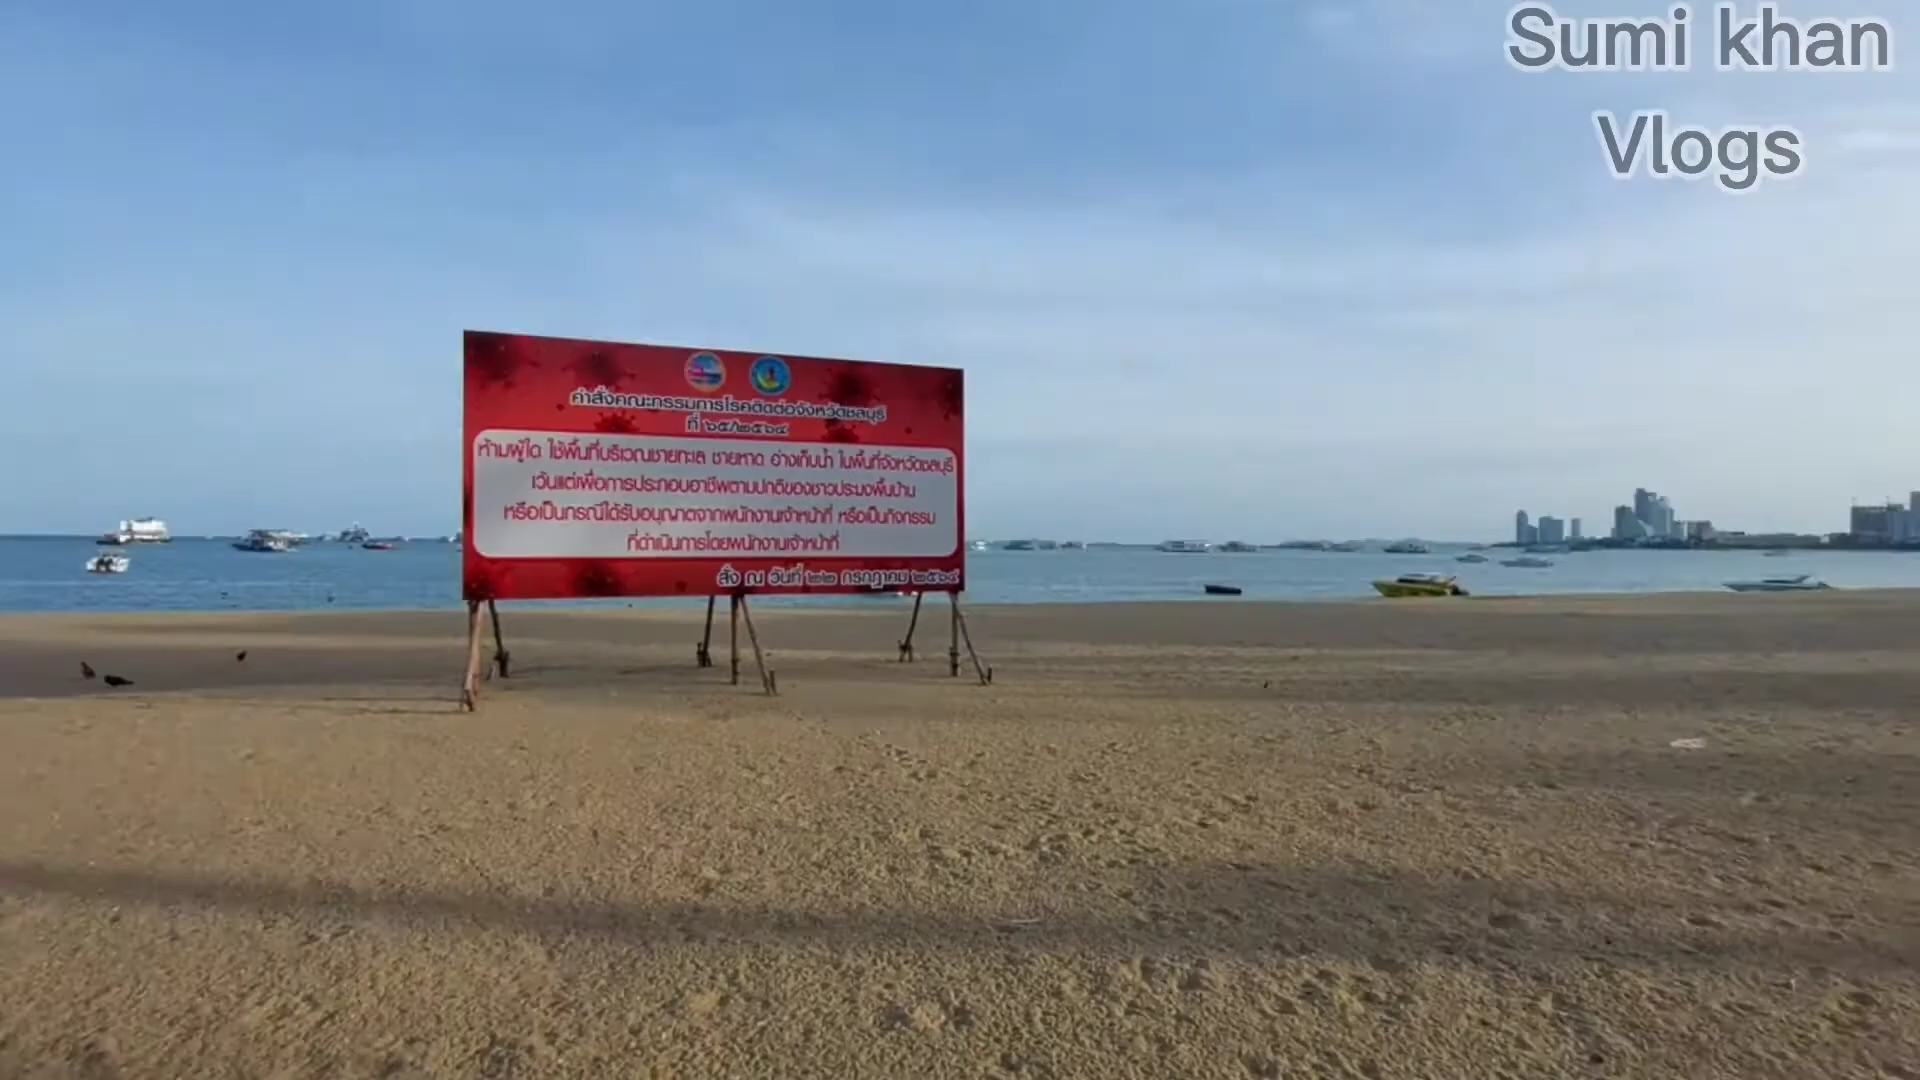 Sumi khan
Vlogs
คำสั่งคณะกรรมการโรคติดต่อจังหวัดชลบุรี
ที่ ๖๕/๒๕๖๔
ห้ามผู้ใด ใช้พื้นที่บริเวณชายทะเล ชายหาด อ่างเก็บน้ำ ในพื้นที่จังหวัดชลบุรี
เว้นแต่เพื่อการประกอบอาชีพตามปกติของชาวประมงพื้นบ้าน
หรือเป็นกรณีได้รับอนุญาตจากพนักงานเจ้าหน้าที่ หรือเป็นกิจกรรม
ที่ดำเนินการโดยพนักงานเจ้าหน้าที่
สั่ง ณ วันที่ ๒๒ กรกฎาคม ๒๕๖๔